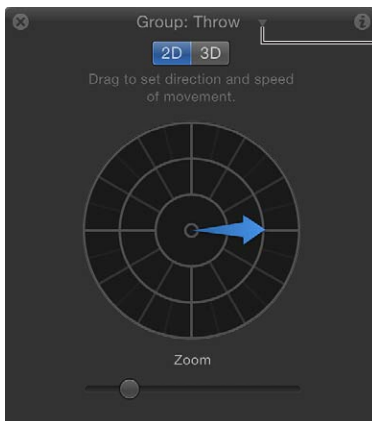 Group: Throw
2D 3D
Drag to set direction and speed
of movement.
Zoom